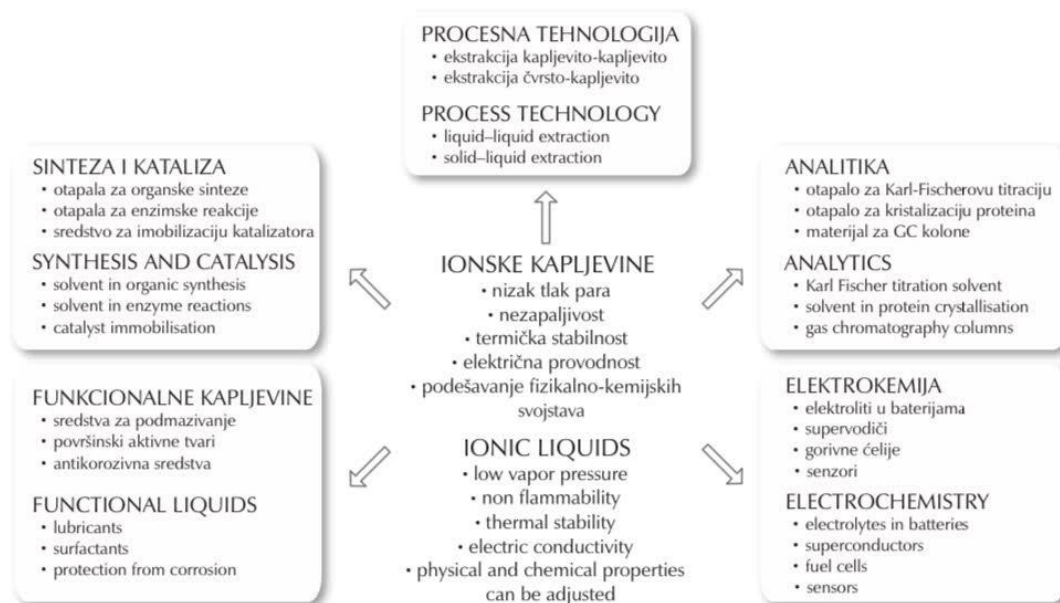 PROCESNA TEHNOLOGIJA
• ekstrakcija kapljevito-kapljevito
• ekstrakcija čvrsto-kapljevito
PROCESS TECHNOLOGY
• liquid–liquid extraction
• solid–liquid extraction
SINTEZA I KATALIZA
• otapala za organske sinteze
• otapala za enzimske reakcije
• sredstvo za imobilizaciju katalizatora
SYNTHESIS AND CATALYSIS
• solvent in organic synthesis
• solvent in enzyme reactions
• catalyst immobilisation
IONSKE KAPLJEVINE
• nizak tlak para
• nezapaljivost
• termička stabilnost
• električna provodnost
• podešavanje fizikalno-kemijskih
svojstava
IONIC LIQUIDS
• low vapor pressure
• non flammability
• thermal stability
• electric conductivity
• physical and chemical properties
can be adjusted
ANALITIKA
• otapalo za Karl-Fischerovu titraciju
• otapalo za kristalizaciju proteina
• materijal za GC kolone
ANALYTICS
• Karl Fischer titration solvent
• solvent in protein crystallisation
• gas chromatography columns
FUNKCIONALNE KAPLJEVINE
• sredstva za podmazivanje
• površinski aktivne tvari
• antikorozivna sredstva
FUNCTIONAL LIQUIDS
• lubricants
• surfactants
• protection from corrosion
ELEKTROKEMIJA
• elektroliti u baterijama
• supervodiči
• gorivne ćelije
• senzori
ELECTROCHEMISTRY
• electrolytes in batteries
• superconductors
• fuel cells
• sensors